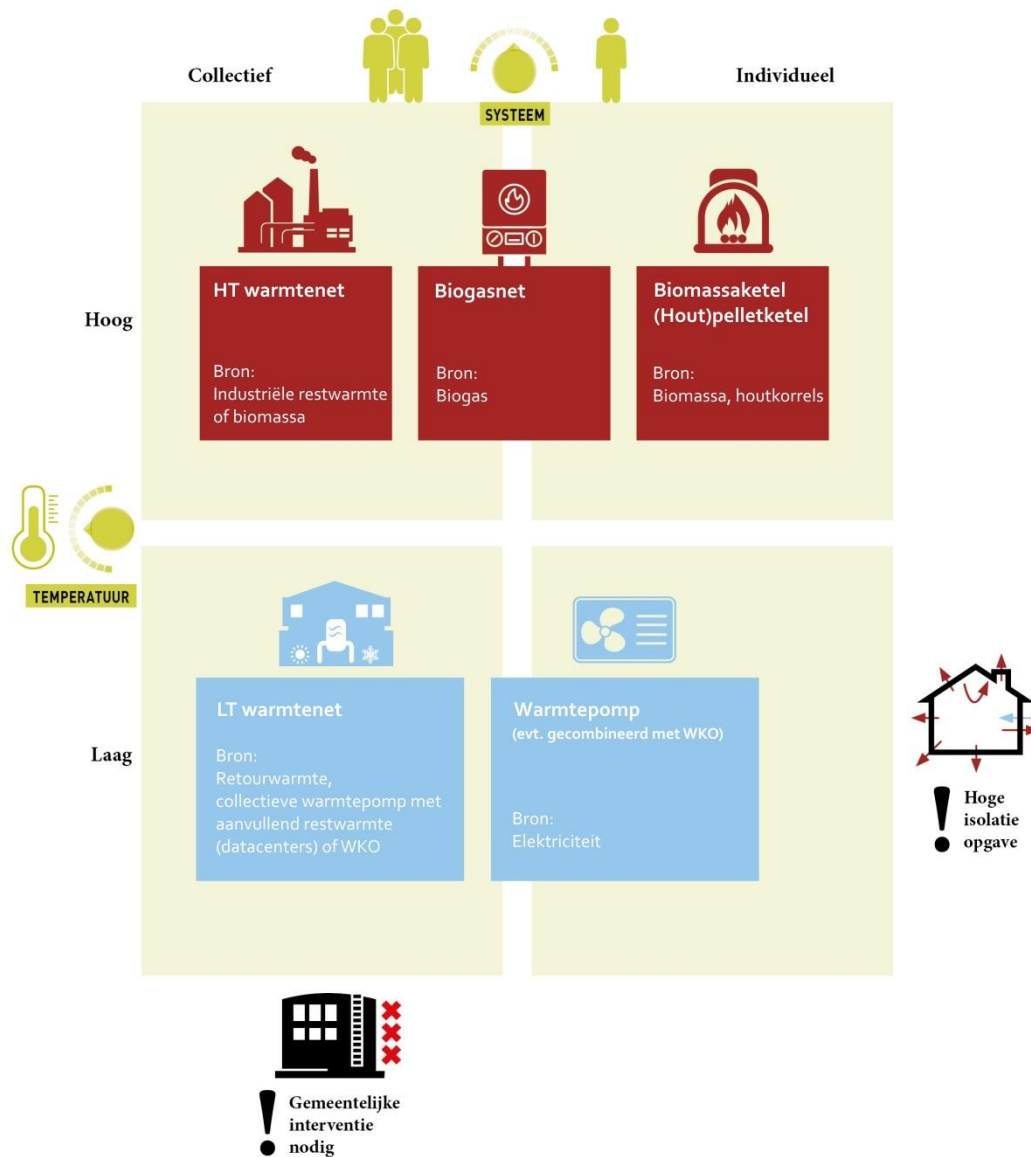 Collectief
Individueel
SYSTEEM
Hoog
HT warmtenet
Bron:
Industriële restwarmte
of biomassa
Biogasnet
Bron:
Biogas
Biomassaketel
(Hout)pelletketel
Bron:
Biomassa, houtkorrels
TEMPERATUUR
Laag
LT warmtenet
Bron:
Retourwarmte,
collectieve warmtepomp met
aanvullend restwarmte
(datacenters) of WKO
Warmtepomp
(evt. gecombineerd met WKO)
Bron:
Elektriciteit
Hoge
isolatie
opgave
Gemeentelijke
interventie
nodig